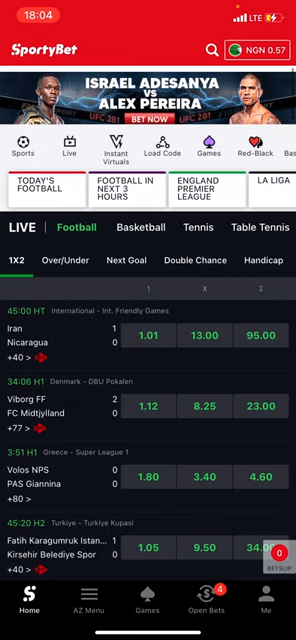 18:04
LTE
SportyBet
NGN 0.57
ISRAEL ADESANYA
VS
ALEX PEREIRA
UFC 281
BET NOW
UFC 281
Sports
Live
Instant Virtuals
Load Code
Games
Red-Black
Bas
TODAY'S FOOTBALL
FOOTBALL IN NEXT 3 HOURS
ENGLAND PREMIER LEAGUE
LA LIGA
LIVE
Football
Basketball
Tennis
Table Tennis
1X2
Over/Under
Next Goal
Double Chance
Handicap
1 X 2
45:00 HT International - Int. Friendly Games
Iran 1
Nicaragua 0
1.01 13.00 95.00
+40 >
34:06 H1 Denmark - DBU Pokalen
Viborg FF 2
FC Midtjylland 0
1.12 8.25 23.00
+77 >
3:51 H1 Greece - Super League 1
Volos NPS 0
PAS Giannina 0
1.80 3.40 4.60
+80 >
45:20 H2 Turkiye - Turkiye Kupasi
Fatih Karagumruk Istan... 1
Kirsehir Belediye Spor 0
1.05 9.50 34.00
+40 >
0
BETSLIP
Home
AZ Menu
Games
4
Open Bets
Me